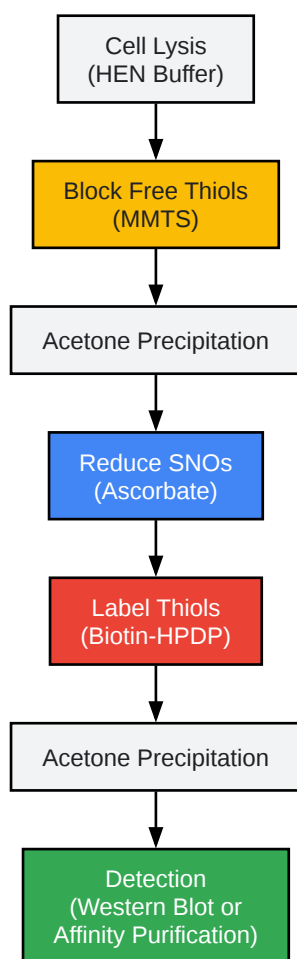 Cell Lysis
(HEN Buffer)
Block Free Thiols
(MMTS)
Acetone Precipitation
Reduce SNOs
(Ascorbate)
Label Thiols
(Biotin-HPDP)
Acetone Precipitation
Detection
(Western Blot or
Affinity Purification)